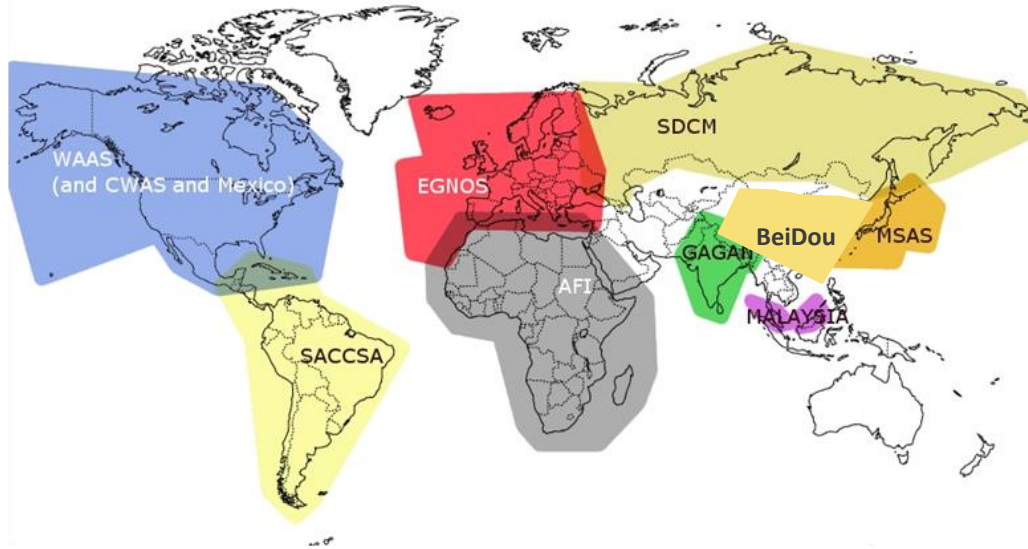 SDCM
WAAS
(and CWAS and Mexico)
EGNOS
BeiDou
MSAS
GAGAN
AFI
MALAYSIA
SACCSA